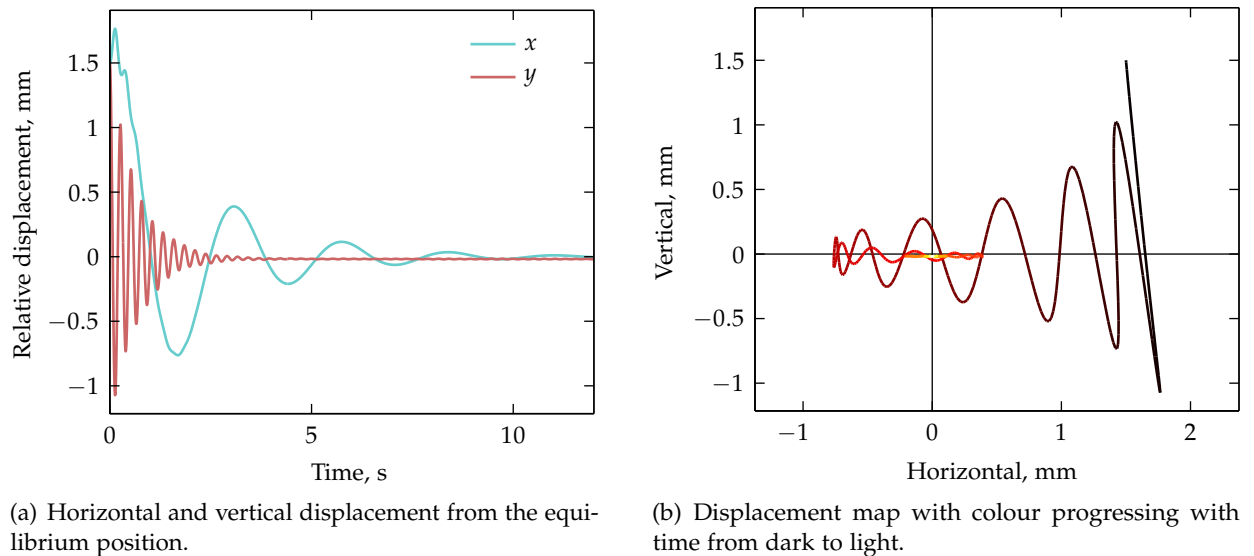 1.5
1
0.5
0
−0.5
−1
Relative displacement, mm
x
y
0
5
10
Time, s
(a) Horizontal and vertical displacement from the equi-
librium position.
1.5
1
0.5
0
−0.5
−1
Vertical, mm
−1
0
1
2
Horizontal, mm
(b) Displacement map with colour progressing with
time from dark to light.